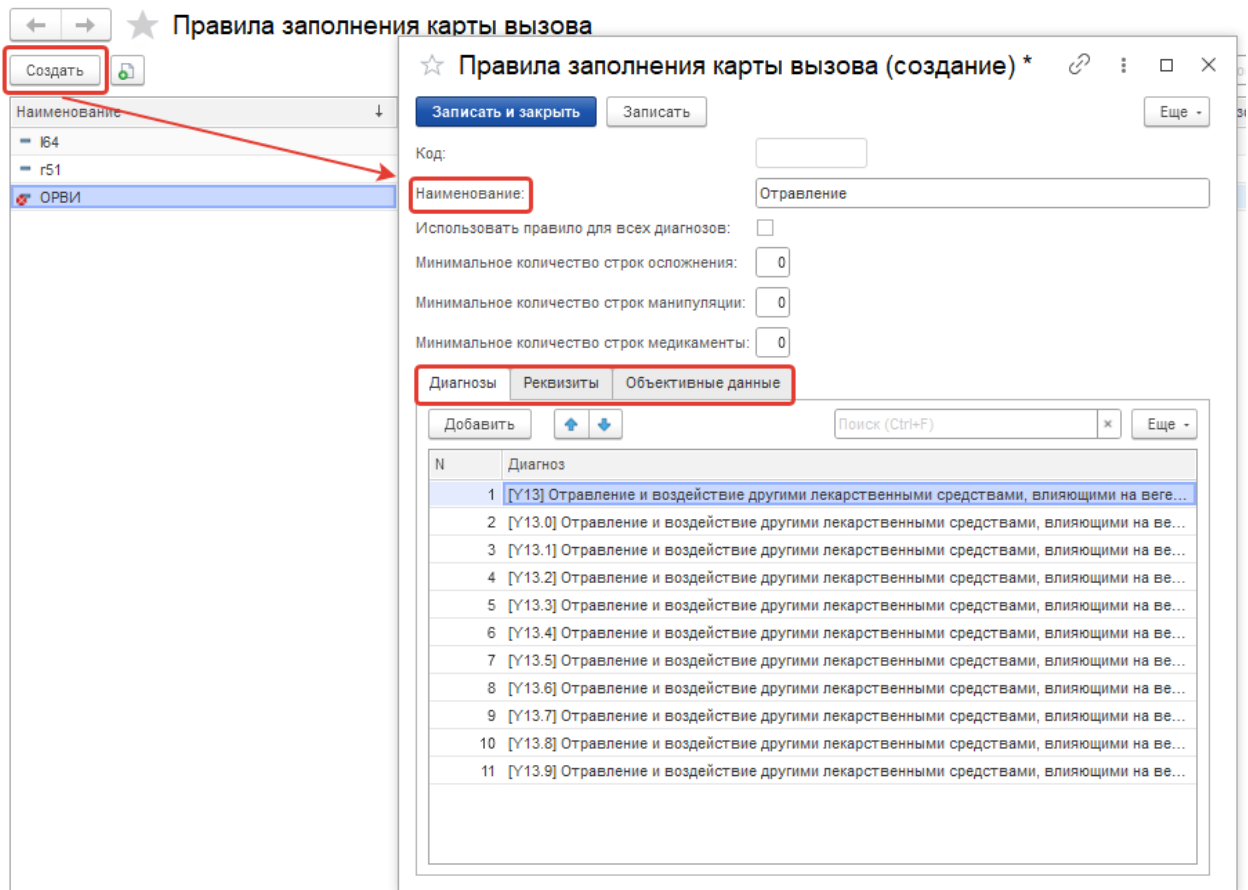 Правила заполнения карты вызова
Создать
Наименование
I64
r51
ОРВИ
Правила заполнения карты вызова (создание) *
Записать и закрыть
Записать
Еще
Код:
Наименование:
Отравление
Использовать правило для всех диагнозов:
Минимальное количество строк осложнения:
0
Минимальное количество строк манипуляции:
0
Минимальное количество строк медикаменты:
0
Диагнозы
Реквизиты
Объективные данные
Добавить
Поиск (Ctrl+F)
×
Еще
N
Диагноз
1 [Y13] Отравление и воздействие другими лекарственными средствами, влияющими на веге...
2 [Y13.0] Отравление и воздействие другими лекарственными средствами, влияющими на ве...
3 [Y13.1] Отравление и воздействие другими лекарственными средствами, влияющими на ве...
4 [Y13.2] Отравление и воздействие другими лекарственными средствами, влияющими на ве...
5 [Y13.3] Отравление и воздействие другими лекарственными средствами, влияющими на ве...
6 [Y13.4] Отравление и воздействие другими лекарственными средствами, влияющими на ве...
7 [Y13.5] Отравление и воздействие другими лекарственными средствами, влияющими на ве...
8 [Y13.6] Отравление и воздействие другими лекарственными средствами, влияющими на ве...
9 [Y13.7] Отравление и воздействие другими лекарственными средствами, влияющими на ве...
10 [Y13.8] Отравление и воздействие другими лекарственными средствами, влияющими на ве...
11 [Y13.9] Отравление и воздействие другими лекарственными средствами, влияющими на ве...